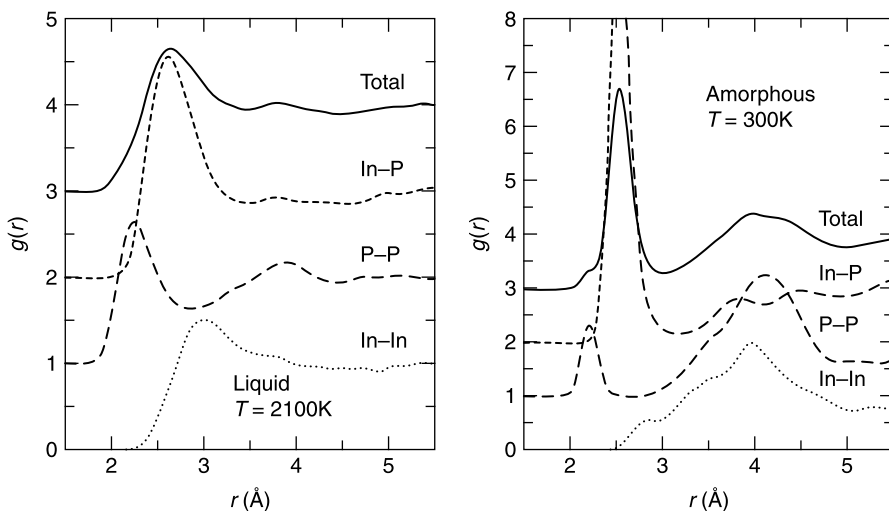 5
4
3
2
1
0
g(r)
Total
In–P
P–P
In–In
Liquid
T = 2100K
2
3
4
5
r (Å)
8
7
6
5
4
3
2
1
0
g(r)
Amorphous
T = 300K
Total
In–P
P–P
In–In
2
3
4
5
r (Å)